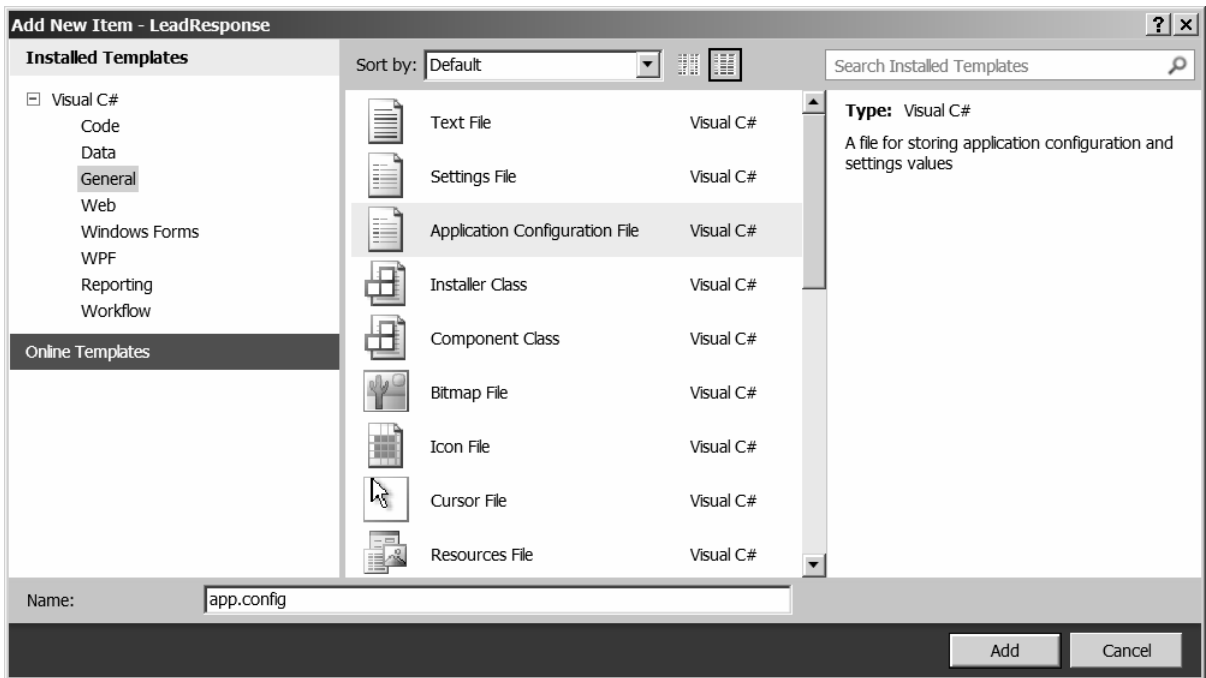 Add New Item - LeadResponse
? x
Installed Templates
Sort by: Default
Search Installed Templates
Visual C#
Code
Data
General
Web
Windows Forms
WPF
Reporting
Workflow
Online Templates
Text File Visual C#
Settings File Visual C#
Application Configuration File Visual C#
Installer Class Visual C#
Component Class Visual C#
Bitmap File Visual C#
Icon File Visual C#
Cursor File Visual C#
Resources File Visual C#
Type: Visual C#
A file for storing application configuration and
settings values
Name: app.config
Add Cancel